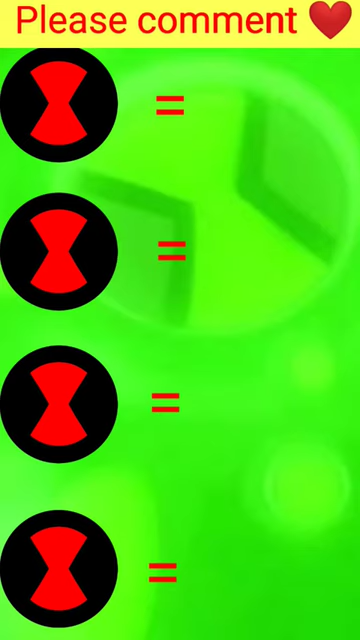 Please comment ❤️
=
=
=
=